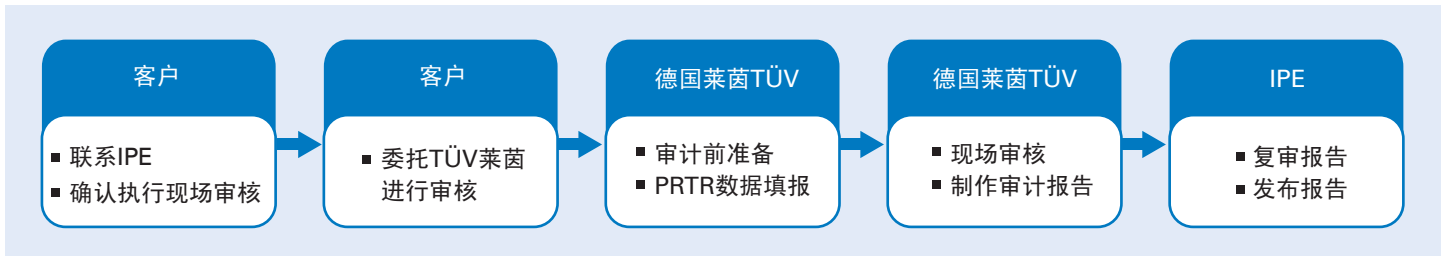 客户
联系IPE
确认执行现场审核
客户
委托TÜV莱茵
进行审核
德国莱茵TÜV
审计前准备
PRTR数据填报
德国莱茵TÜV
现场审核
制作审计报告
IPE
复审报告
发布报告